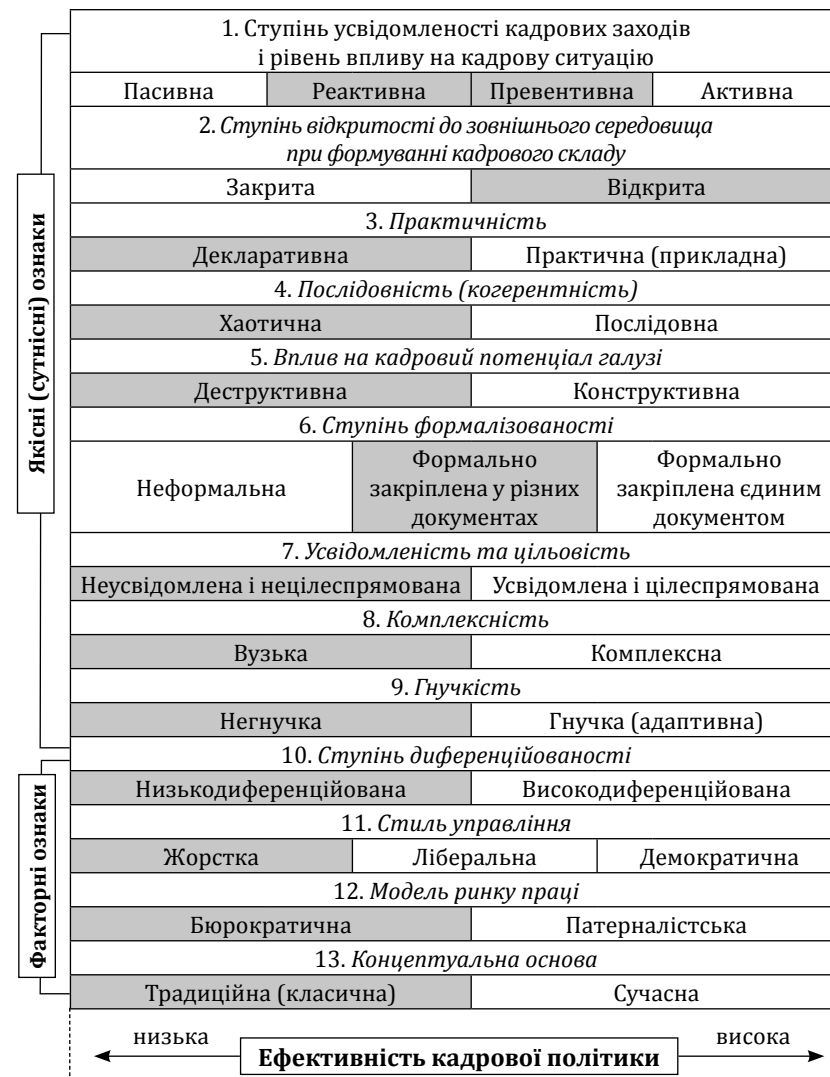 1. Ступінь усвідомленості кадрових заходів
і рівень впливу на кадрову ситуацію
Пасивна Реактивна Превентивна Активна
2. Ступінь відкритості до зовнішнього середовища
при формуванні кадрового складу
Закрита Відкрита
3. Практичність
Декларативна Практична (прикладна)
4. Послідовність (когерентність)
Хаотична Послідовна
5. Вплив на кадровий потенціал галузі
Деструктивна Конструктивна
6. Ступінь формалізованості
Неформальна
Формально
закріплена у різних
документах
Формально
закріплена єдиним
документом
7. Усвідомленість та цільовість
Неусвідомлена і нецілеспрямована Усвідомлена і цілеспрямована
8. Комплексність
Вузька Комплексна
9. Гнучкість
Негнучка Гнучка (адаптивна)
Якісні (сутнісні) ознаки
10. Ступінь диференційованості
Низькодиференційована Високодиференційована
11. Стиль управління
Жорстка Ліберальна Демократична
12. Модель ринку праці
Бюрократична Патерналістська
13. Концептуальна основа
Традиційна (класична) Сучасна
Факторні ознаки
низька висока
Ефективність кадрової політики